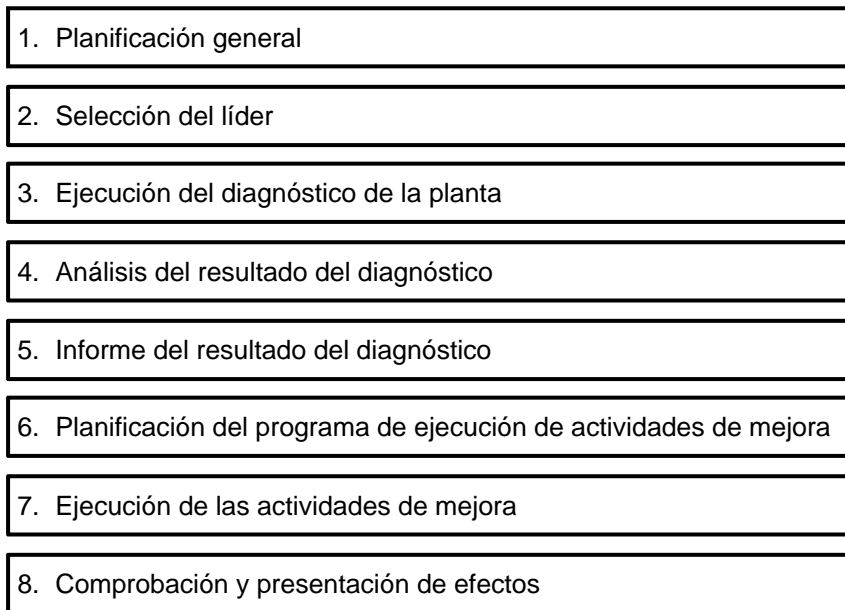 1. Planificación general
2. Selección del líder
3. Ejecución del diagnóstico de la planta
4. Análisis del resultado del diagnóstico
5. Informe del resultado del diagnóstico
6. Planificación del programa de ejecución de actividades de mejora
7. Ejecución de las actividades de mejora
8. Comprobación y presentación de efectos